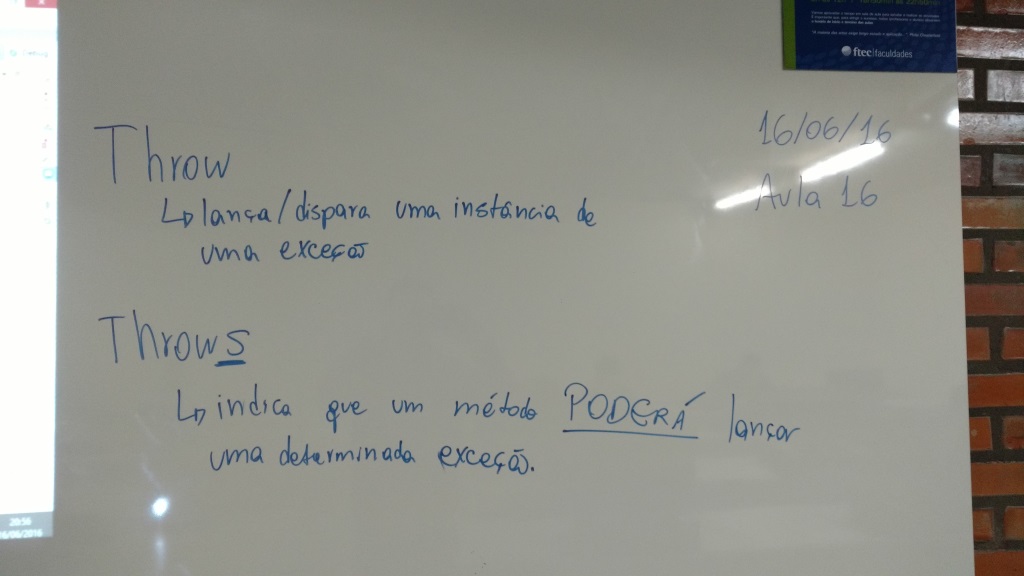 ftec|faculdades
16/06/16
Aula 16
Throw
↳ lança/dispara uma instância de
uma exceção
Throws
↳ indica que um método PODERÁ lançar
uma determinada exceção.
20:56
16/06/2016